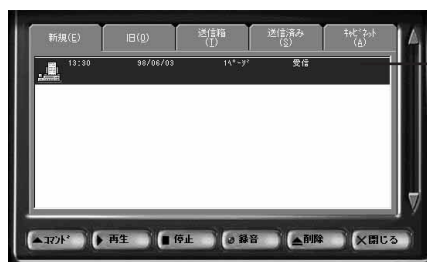 新規(E) 旧(O) 送信箱(T) 送信済み(S) ｷｬﾋﾞﾈｯﾄ(A)
13:30 98/06/03 1ﾍﾟｰｼﾞ 受信
▲ｺﾏﾝﾄﾞ ▶再生 ■停止 ●録音 ▲削除 ×閉じる